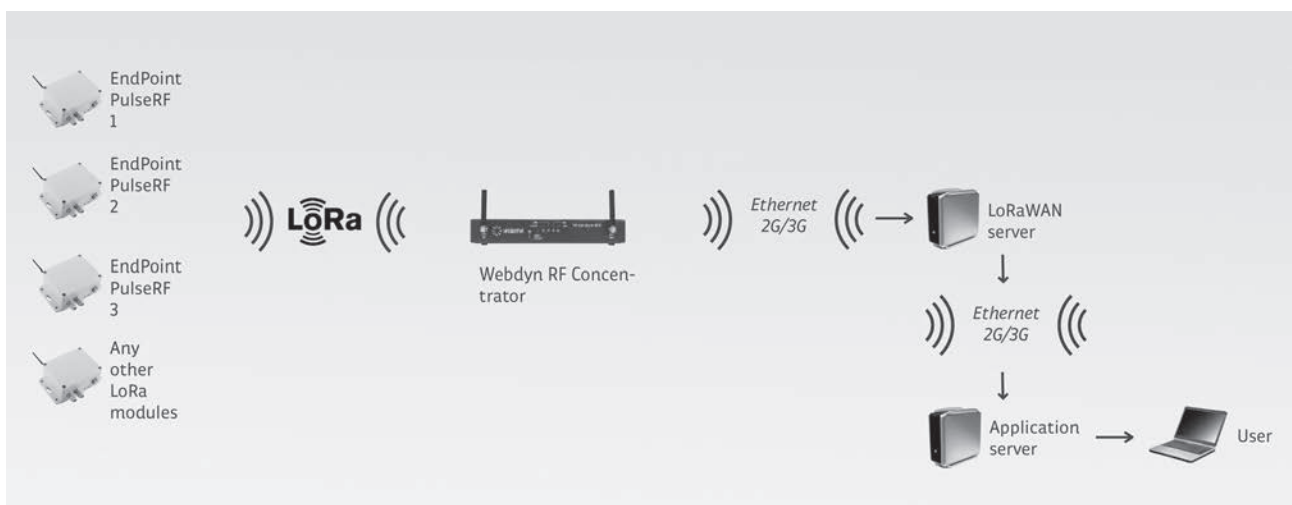 EndPoint
PulseRF
1
EndPoint
PulseRF
2
EndPoint
PulseRF
3
Any
other
LoRa
modules
LoRa
Webdyn RF Concen-
trator
Ethernet
2G/3G
LoRaWAN
server
Ethernet
2G/3G
Application
server
User